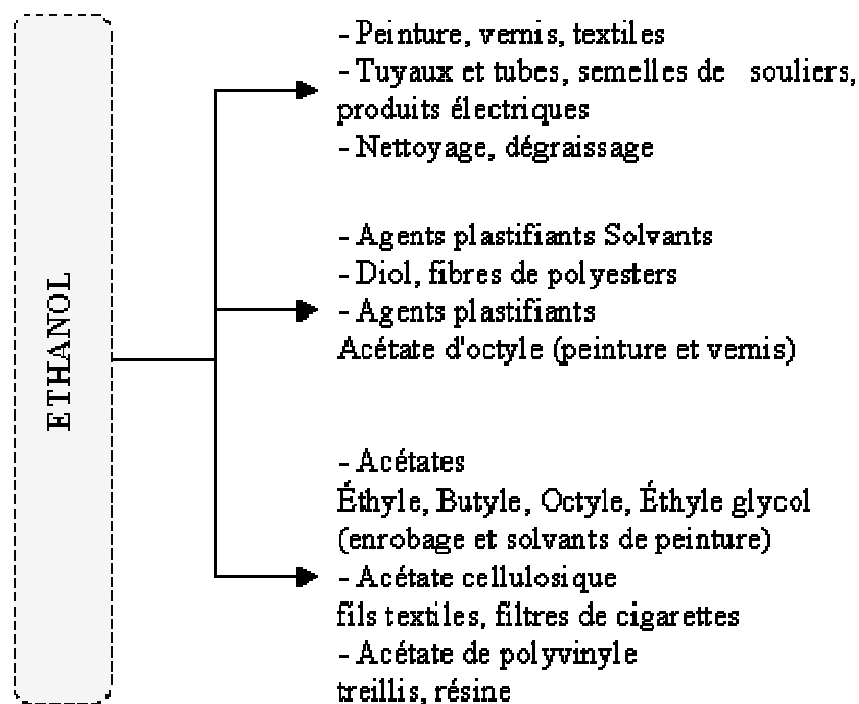 ETHANOL
- Peinture, vernis, textiles
- Tuyaux et tubes, semelles de souliers,
produits électriques
- Nettoyage, dégraissage
- Agents plastifiants Solvants
- Diol, fibres de polyesters
- Agents plastifiants
Acétate d'octyle (peinture et vernis)
- Acétates
Éthyle, Butyle, Octyle, Éthyle glycol
(enrobage et solvants de peinture)
- Acétate cellulosique
fils textiles, filtres de cigarettes
- Acétate de polyvinyle
treillis, résine